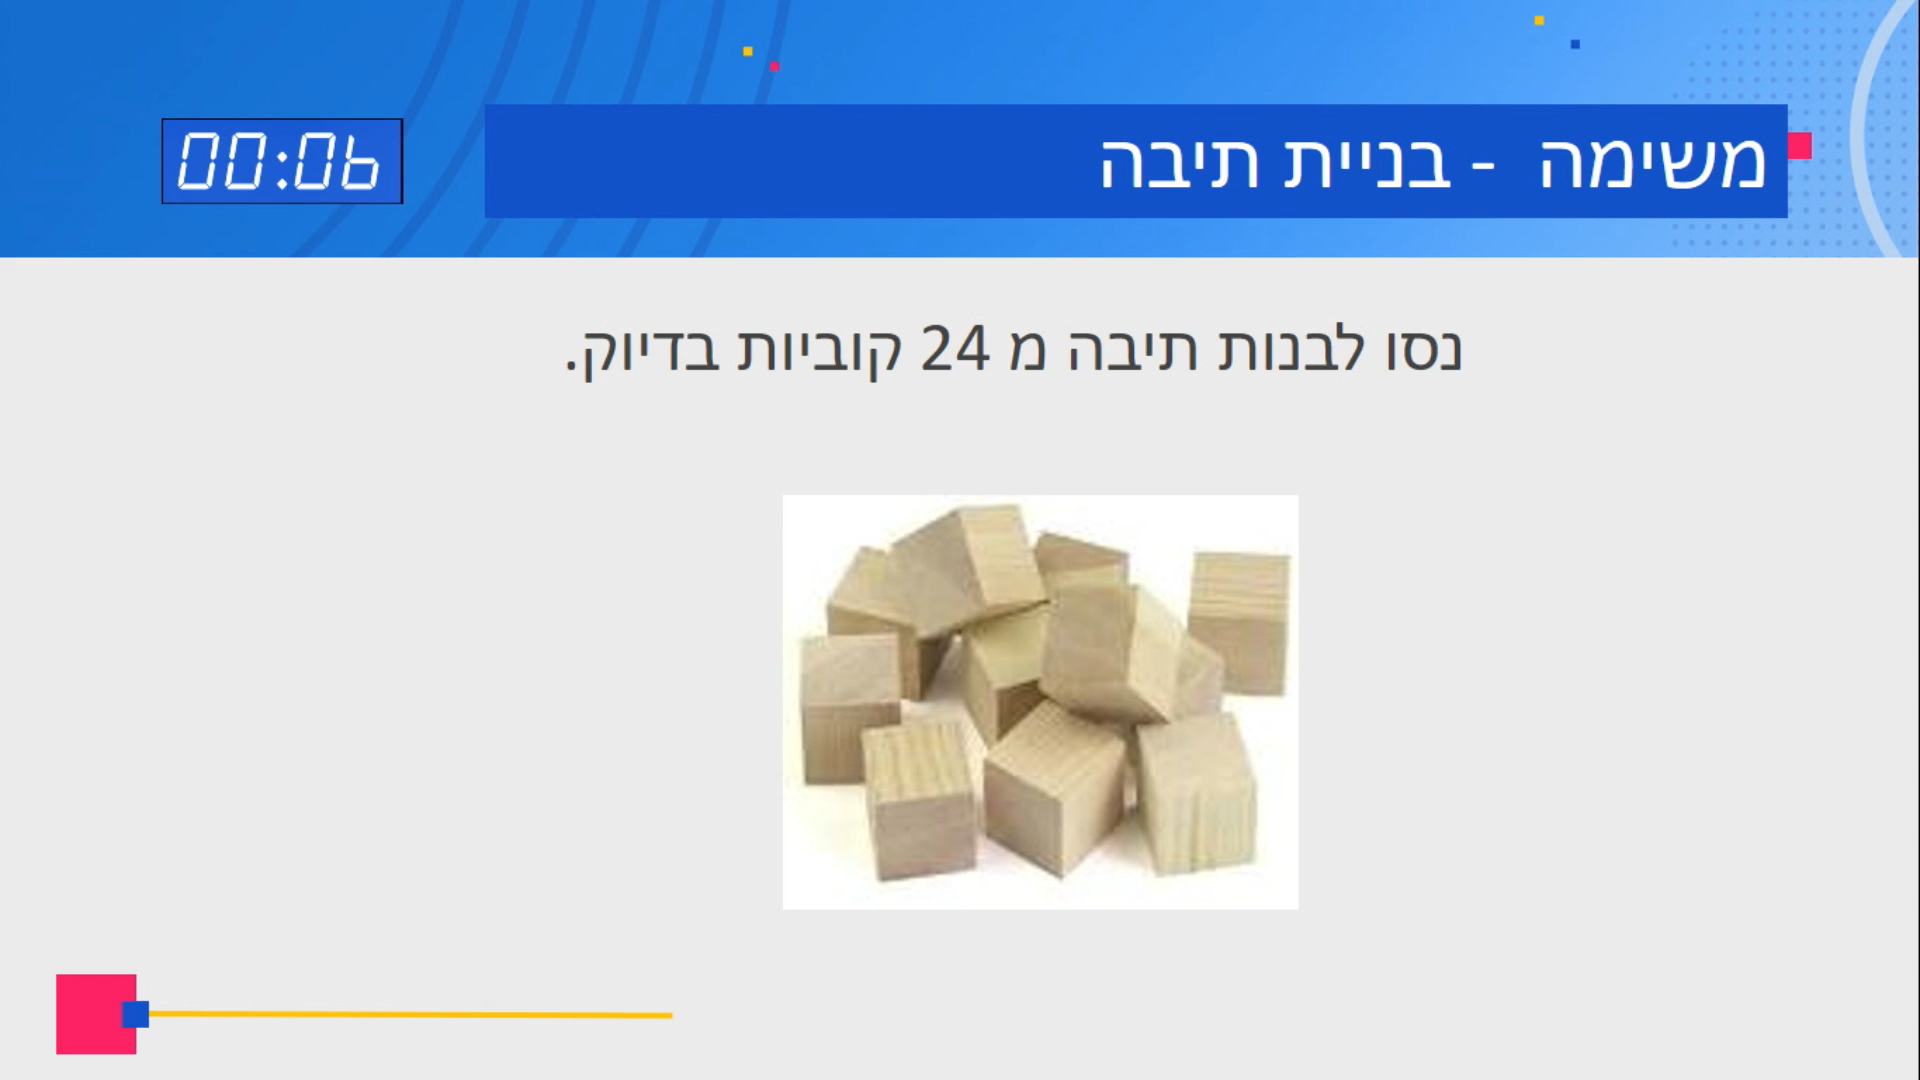 משימה - בניית תיבה
00:06
נסו לבנות תיבה מ 24 קוביות בדיוק.